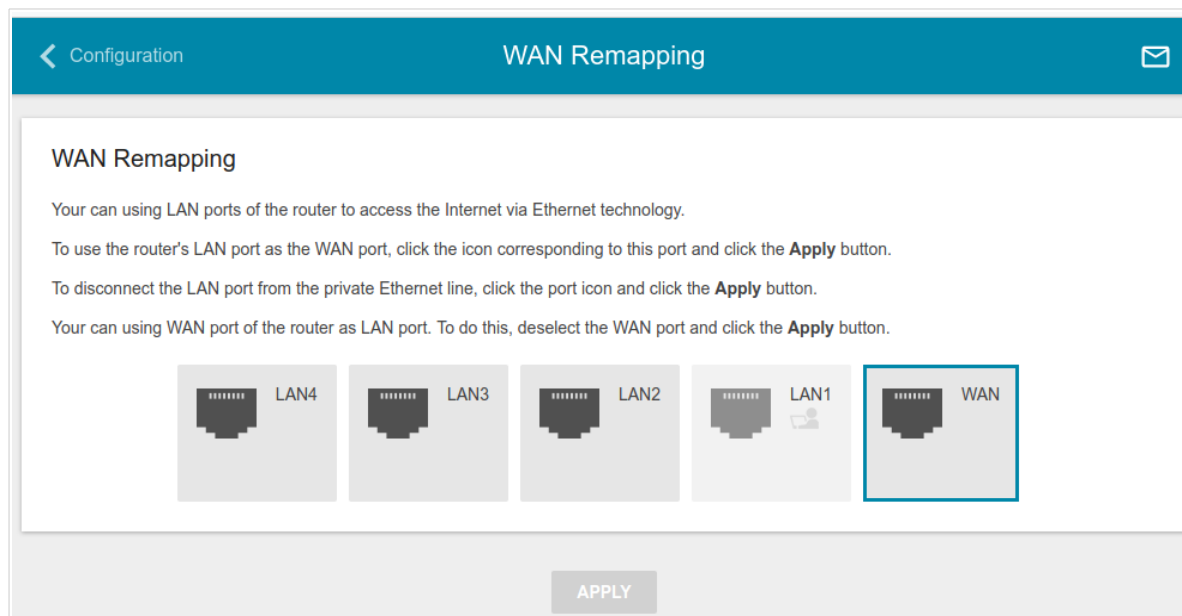 Configuration
WAN Remapping
WAN Remapping
Your can using LAN ports of the router to access the Internet via Ethernet technology.
To use the router's LAN port as the WAN port, click the icon corresponding to this port and click the Apply button.
To disconnect the LAN port from the private Ethernet line, click the port icon and click the Apply button.
Your can using WAN port of the router as LAN port. To do this, deselect the WAN port and click the Apply button.
LAN4
LAN3
LAN2
LAN1
WAN
APPLY